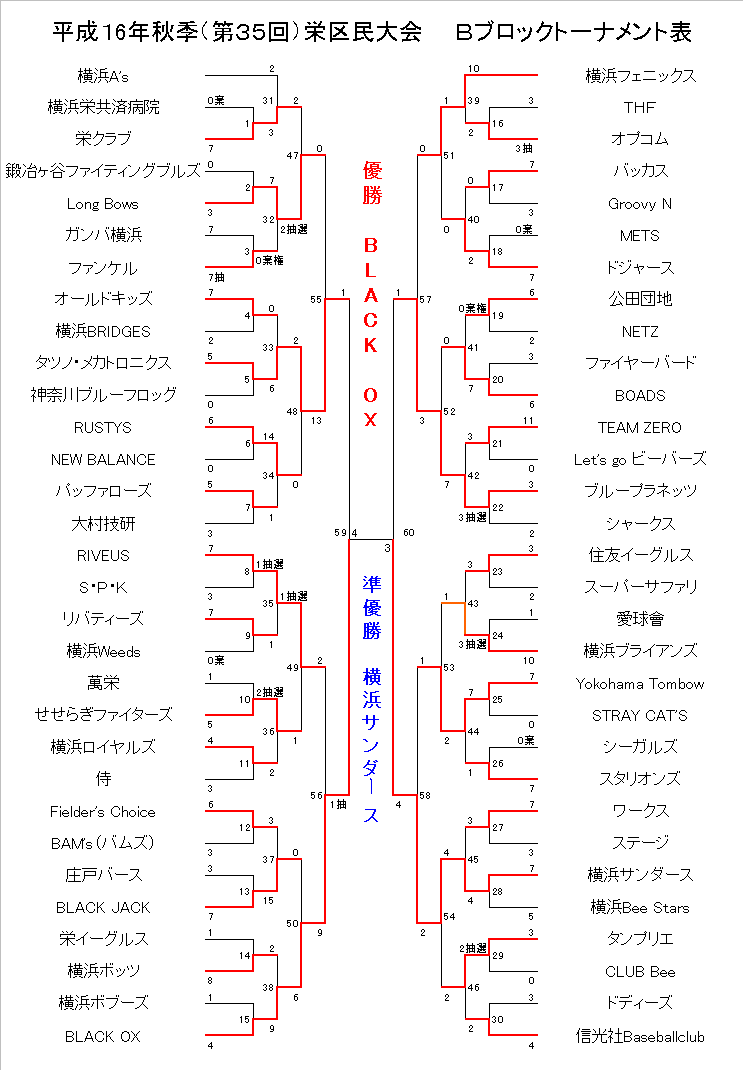 平成16年秋季(第35回)栄区民大会 Bブロックトーナメント表
横浜A's
横浜栄共済病院
栄クラブ
鍛冶ヶ谷ファイティングブルズ
Long Bows
ガンバ横浜
ファンケル
オールドキッズ
横浜BRIDGES
タツノ・メカトロニクス
神奈川ブルーフロッグ
RUSTYS
NEW BALANCE
バッファローズ
大村技研
RIVEUS
S・P・K
リバティーズ
横浜Weeds
萬栄
せせらぎファイターズ
横浜ロイヤルズ
侍
Fielder's Choice
BAM's(バムズ)
庄戸バース
BLACK JACK
栄イーグルス
横浜ボッツ
横浜ボブーズ
BLACK OX
2
0棄
7
0
3
7
7抽
7
2
5
0
6
0
5
3
7
3
7
0棄
1
5
4
3
6
3
3
7
1
8
1
4
1
2
3
4
5
6
7
8
9
10
11
12
13
14
15
31
3
7
32
0棄権
0
33
6
14
34
1
1抽選
35
1
2抽選
36
2
3
37
15
2
38
9
2
47
2抽選
2
48
0
1抽選
49
1
0
50
6
0
55
13
2
56
9
1
59
1抽
4
3
60
優勝 BLACK OX
準優勝 横浜サンダース
1
57
3
1
58
4
0
51
0
0
52
7
1
53
2
4
54
2
1
39
2
0
40
2
0棄権
41
2
3
42
3抽選
3
43
3抽選
7
44
1
3
45
4
2抽選
46
2
16
17
18
19
20
21
22
23
24
25
26
27
28
29
30
10
3
3抽
7
3
0棄
7
6
2
3
6
11
0
3
2
3
2
1
10
7
0
0棄
7
7
3
7
5
3
0
3
4
横浜フェニックス
THF
オプコム
バッカス
Groovy N
METS
ドジャース
公田団地
NETZ
ファイヤーバード
BOADS
TEAM ZERO
Let's go ビーバーズ
ブループラネッツ
シャークス
住友イーグルス
スーパーサファリ
愛球會
横浜ブライアンズ
Yokohama Tombow
STRAY CAT'S
シーガルズ
スタリオンズ
ワークス
ステージ
横浜サンダース
横浜Bee Stars
タンプリエ
CLUB Bee
ドディーズ
信光社Baseballclub